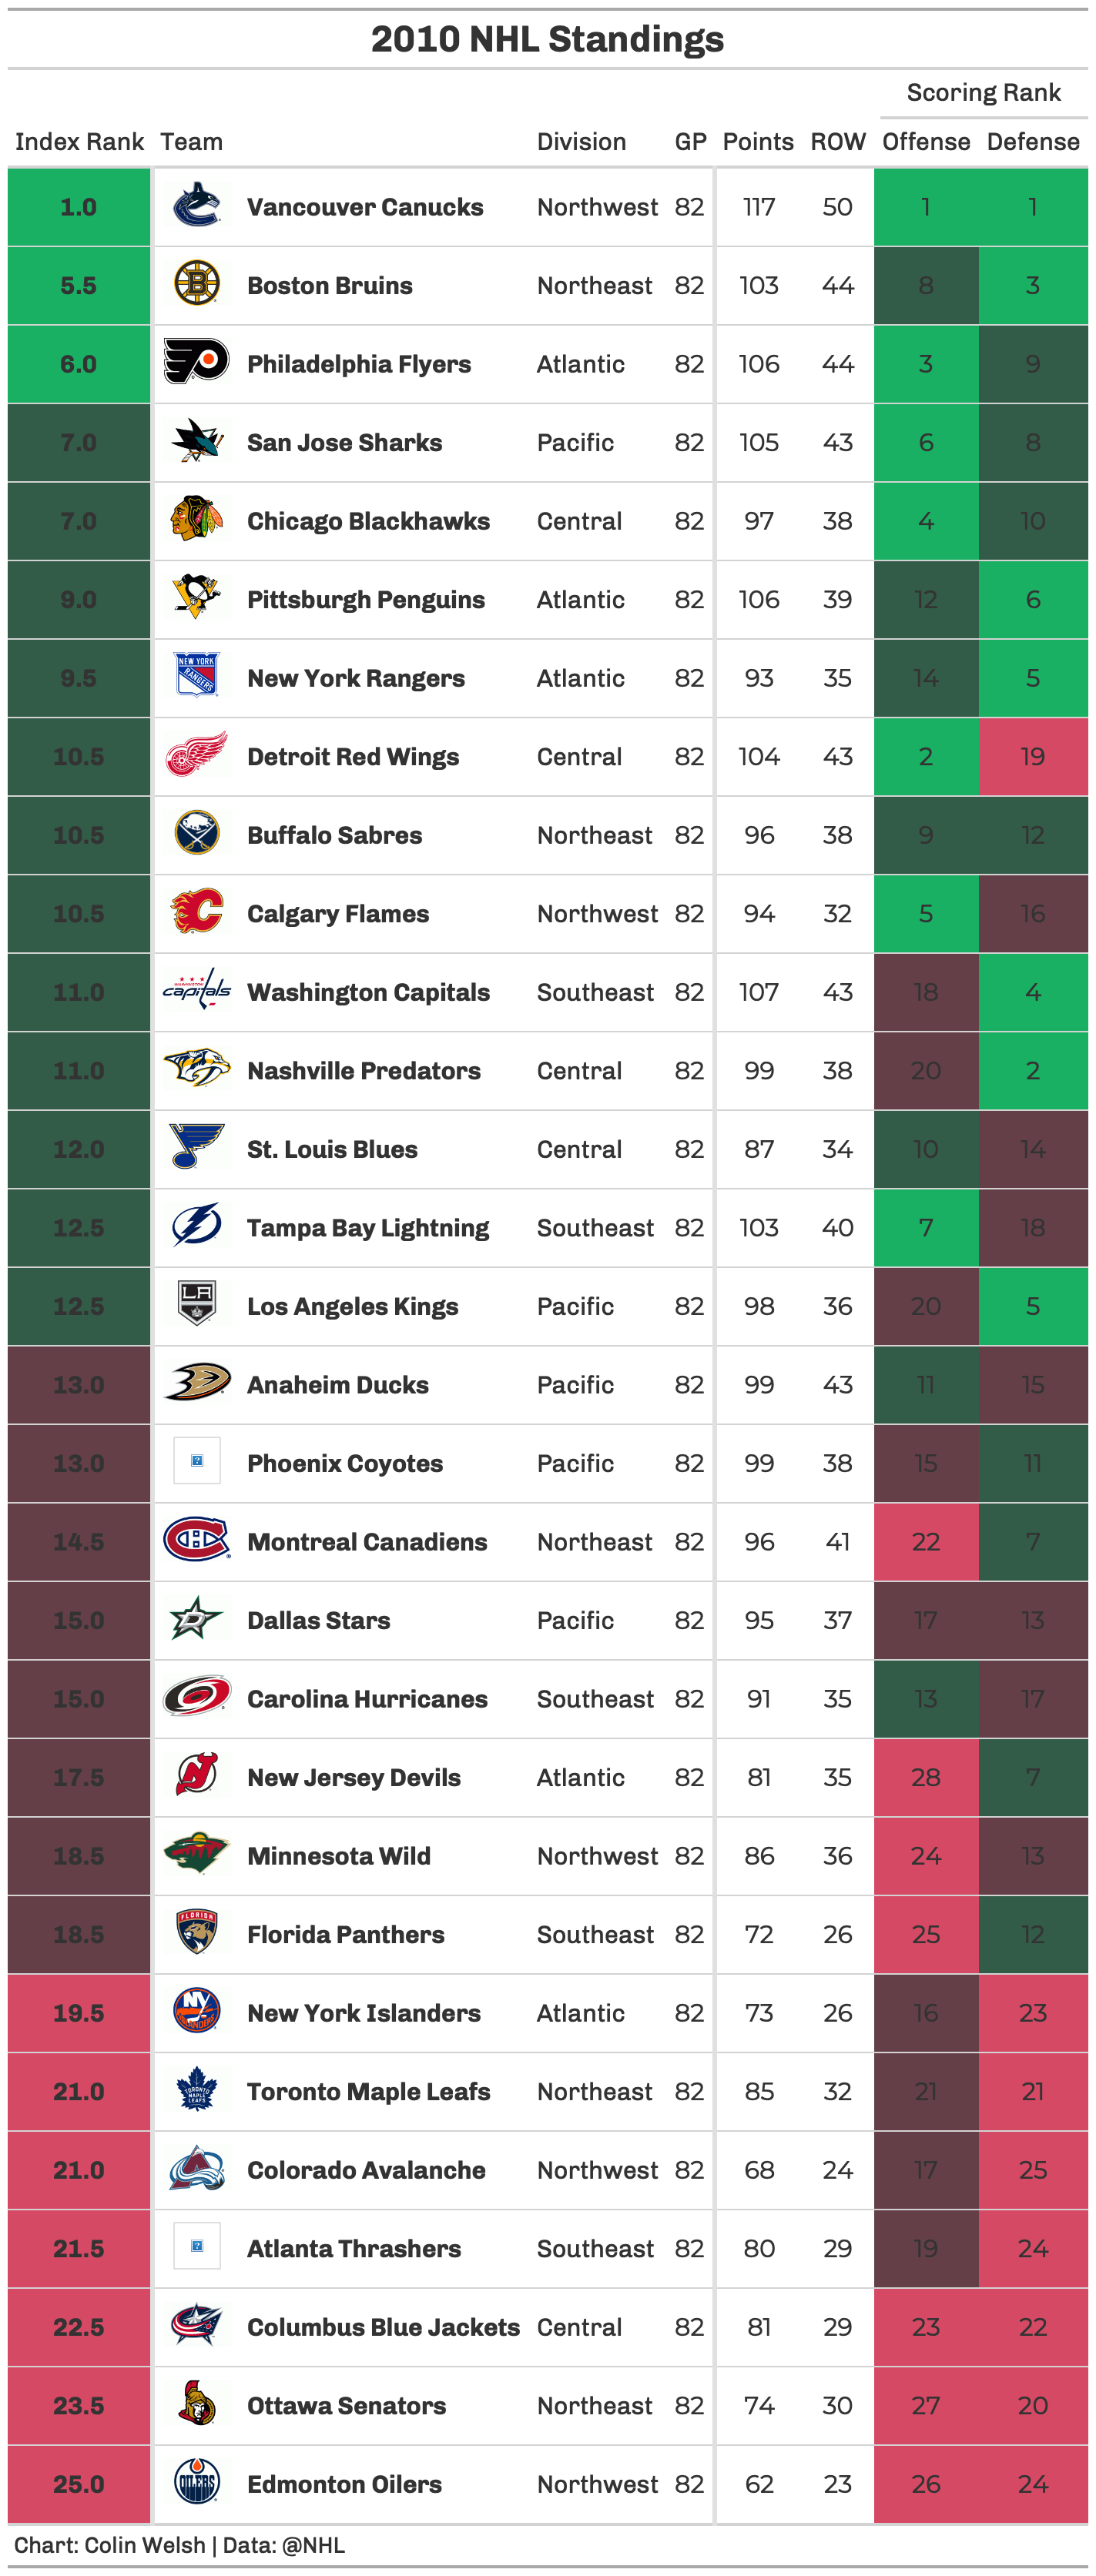 2010 NHL Standings
Scoring Rank
Index Rank Team Division GP Points ROW Offense Defense
1.0 Vancouver Canucks Northwest 82 117 50 1 1
5.5 Boston Bruins Northeast 82 103 44 8 3
6.0 Philadelphia Flyers Atlantic 82 106 44 3 9
7.0 San Jose Sharks Pacific 82 105 43 6 8
7.0 Chicago Blackhawks Central 82 97 38 4 10
9.0 Pittsburgh Penguins Atlantic 82 106 39 12 6
9.5 New York Rangers Atlantic 82 93 35 14 5
10.5 Detroit Red Wings Central 82 104 43 2 19
10.5 Buffalo Sabres Northeast 82 96 38 9 12
10.5 Calgary Flames Northwest 82 94 32 5 16
11.0 Washington Capitals Southeast 82 107 43 18 4
11.0 Nashville Predators Central 82 99 38 20 2
12.0 St. Louis Blues Central 82 87 34 10 14
12.5 Tampa Bay Lightning Southeast 82 103 40 7 18
12.5 Los Angeles Kings Pacific 82 98 36 20 5
13.0 Anaheim Ducks Pacific 82 99 43 11 15
13.0 Phoenix Coyotes Pacific 82 99 38 15 11
14.5 Montreal Canadiens Northeast 82 96 41 22 7
15.0 Dallas Stars Pacific 82 95 37 17 13
15.0 Carolina Hurricanes Southeast 82 91 35 13 17
17.5 New Jersey Devils Atlantic 82 81 35 28 7
18.5 Minnesota Wild Northwest 82 86 36 24 13
18.5 Florida Panthers Southeast 82 72 26 25 12
19.5 New York Islanders Atlantic 82 73 26 16 23
21.0 Toronto Maple Leafs Northeast 82 85 32 21 21
21.0 Colorado Avalanche Northwest 82 68 24 17 25
21.5 Atlanta Thrashers Southeast 82 80 29 19 24
22.5 Columbus Blue Jackets Central 82 81 29 23 22
23.5 Ottawa Senators Northeast 82 74 30 27 20
25.0 Edmonton Oilers Northwest 82 62 23 26 24
Chart: Colin Welsh | Data: @NHL